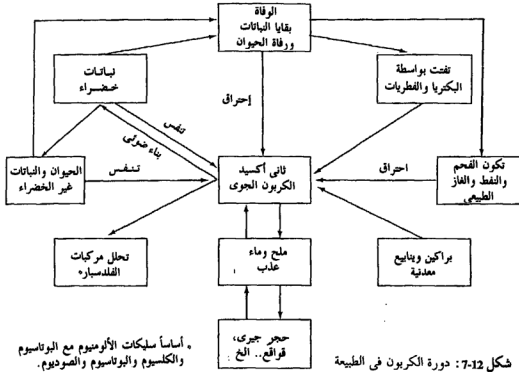 الوفاة
بقايا النباتات
ورفاة الحيوان
نباتات
خضراء
تفتت بواسطة
البكتريا والفطريات
إحتراق
تنفس
بناء ضوئى
الحيوان والنباتات
غير الخضراء
تنفس
ثانى أكسيد
الكربون الجوى
احتراق
تكون الفحم
والنفط والغاز
الطبيعى
تحلل مركبات
الفلدسبار*
ملح وماء
عذب
براكين وينابيع
معدنية
حجر جيرى،
قواقع.. الخ
* أساساً سليكات الألومنيوم مع البوتاسيوم
والكلسيوم والبوتاسيوم والصوديوم.
شكل 12-7: دورة الكربون فى الطبيعة